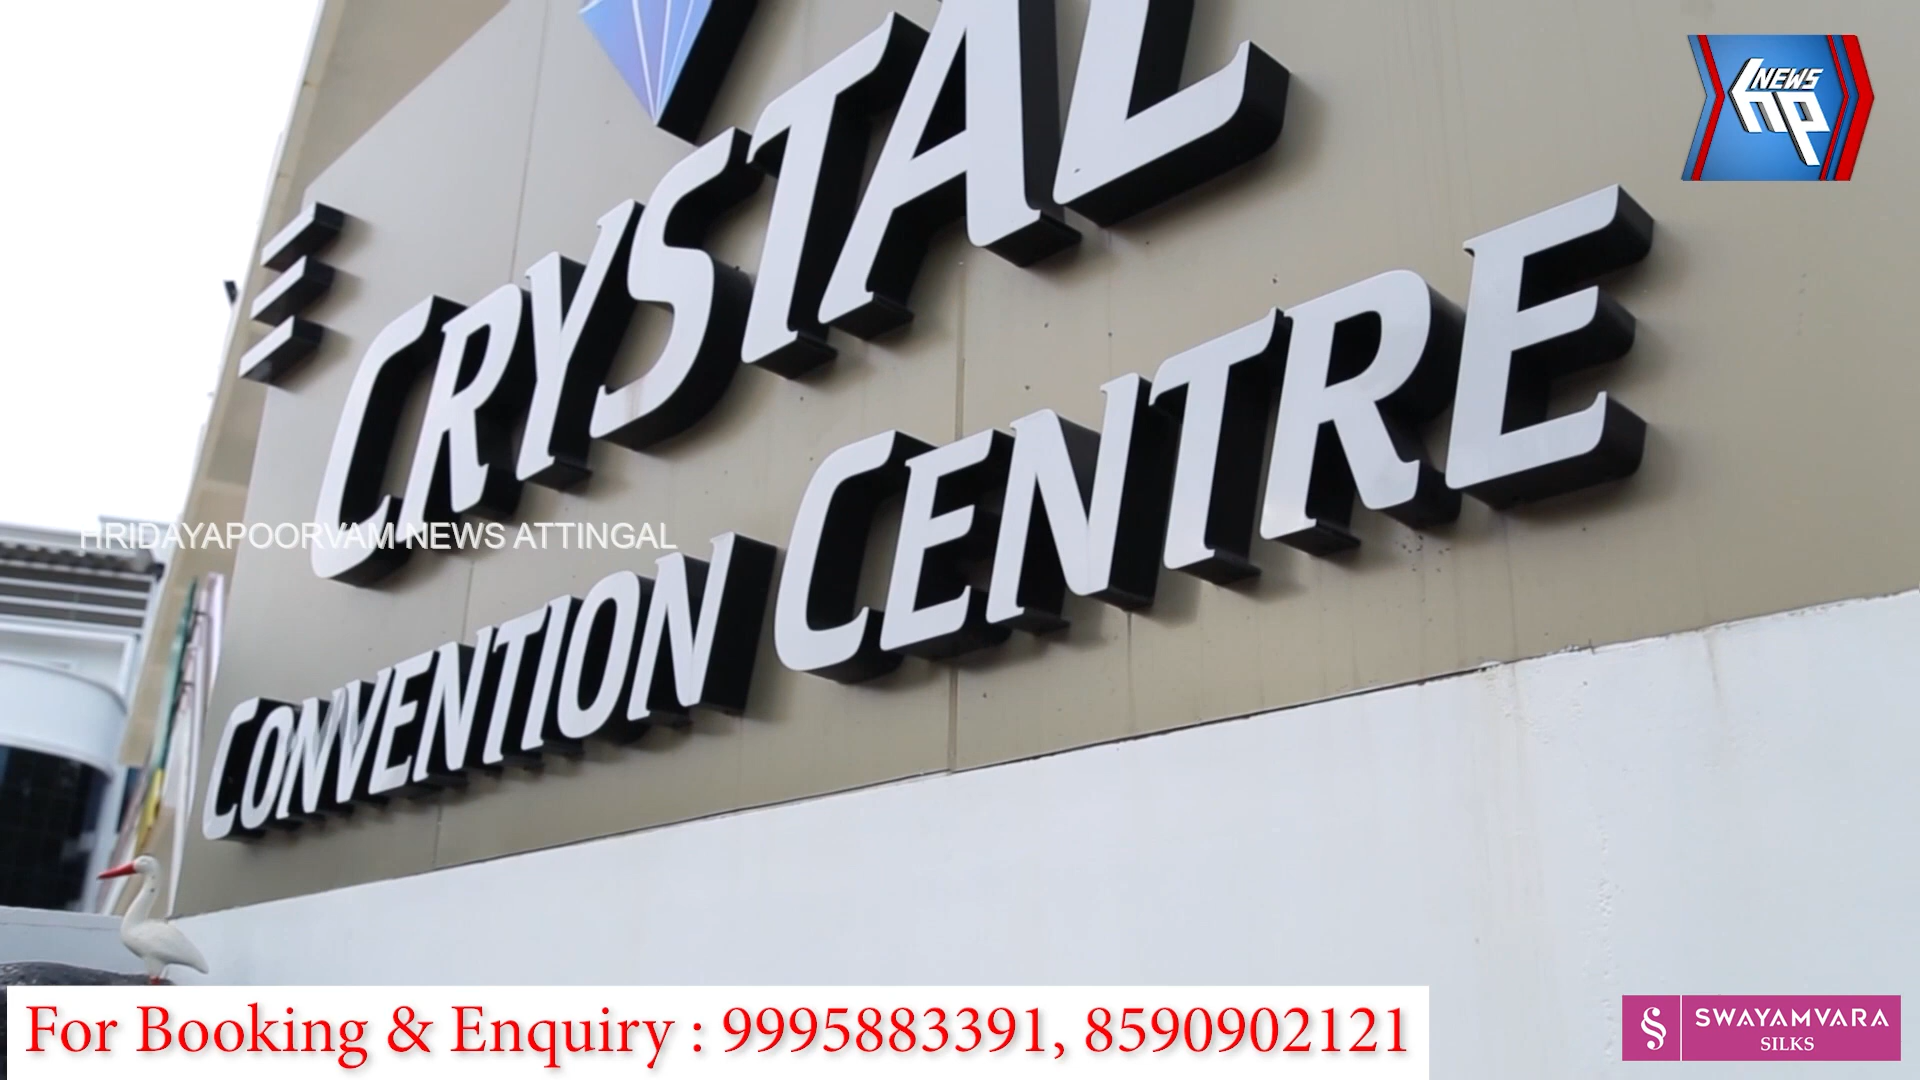 NEWS
hp
CRYSTAL
CONVENTION CENTRE
HRIDAYAPOORVAM NEWS ATTINGAL
For Booking & Enquiry : 9995883391, 8590902121
SWAYAMVARA
SILKS